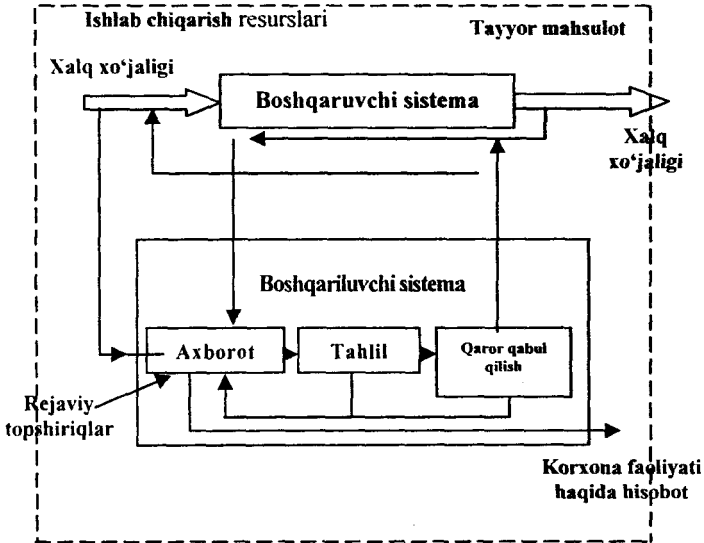 Ishlab chiqarish resurslari
Tayyor mahsulot
Xalq xo‘jaligi
Boshqaruvchi sistema
Xalq
xo‘jaligi
Boshqariluvchi sistema
Axborot
Tahlil
Qaror qabul
qilish
Rejaviy
topshiriqlar
Korxona faoliyati
haqida hisobot